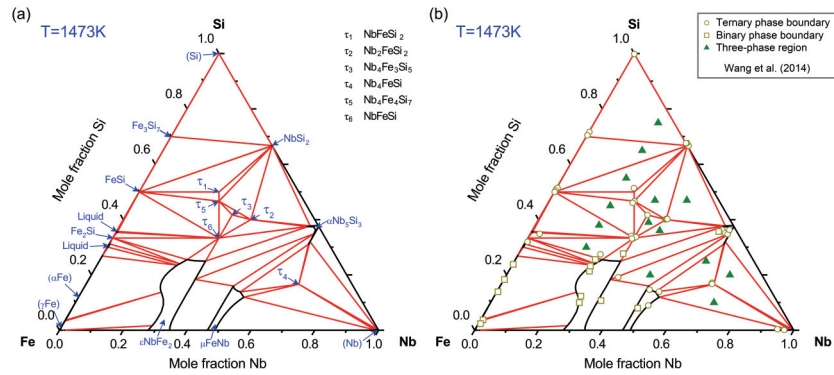 (a)
T=1473K
Si
1.0
(Si)
0.8
Fe3Si7
NbSi2
0.6
Mole fraction Si
FeSi
τ1
τ5
τ3
τ2
0.4
Liquid
Fe2Si
Liquid
τ6
αNb5Si3
0.2
τ4
(αFe)
(γFe)
0.0
(Nb)
0.0 0.2 0.4 0.6 0.8 1.0
Fe
εNbFe2
μFeNb
Nb
Mole fraction Nb
τ1 NbFeSi2
τ2 Nb2FeSi2
τ3 Nb4Fe3Si5
τ4 Nb4FeSi
τ5 Nb4Fe4Si7
τ6 NbFeSi
(b)
T=1473K
Si
1.0
Ternary phase boundary
Binary phase boundary
Three-phase region
Wang et al. (2014)
0.8
0.6
Mole fraction Si
0.4
0.2
0.0
0.0 0.2 0.4 0.6 0.8 1.0
Fe
Nb
Mole fraction Nb